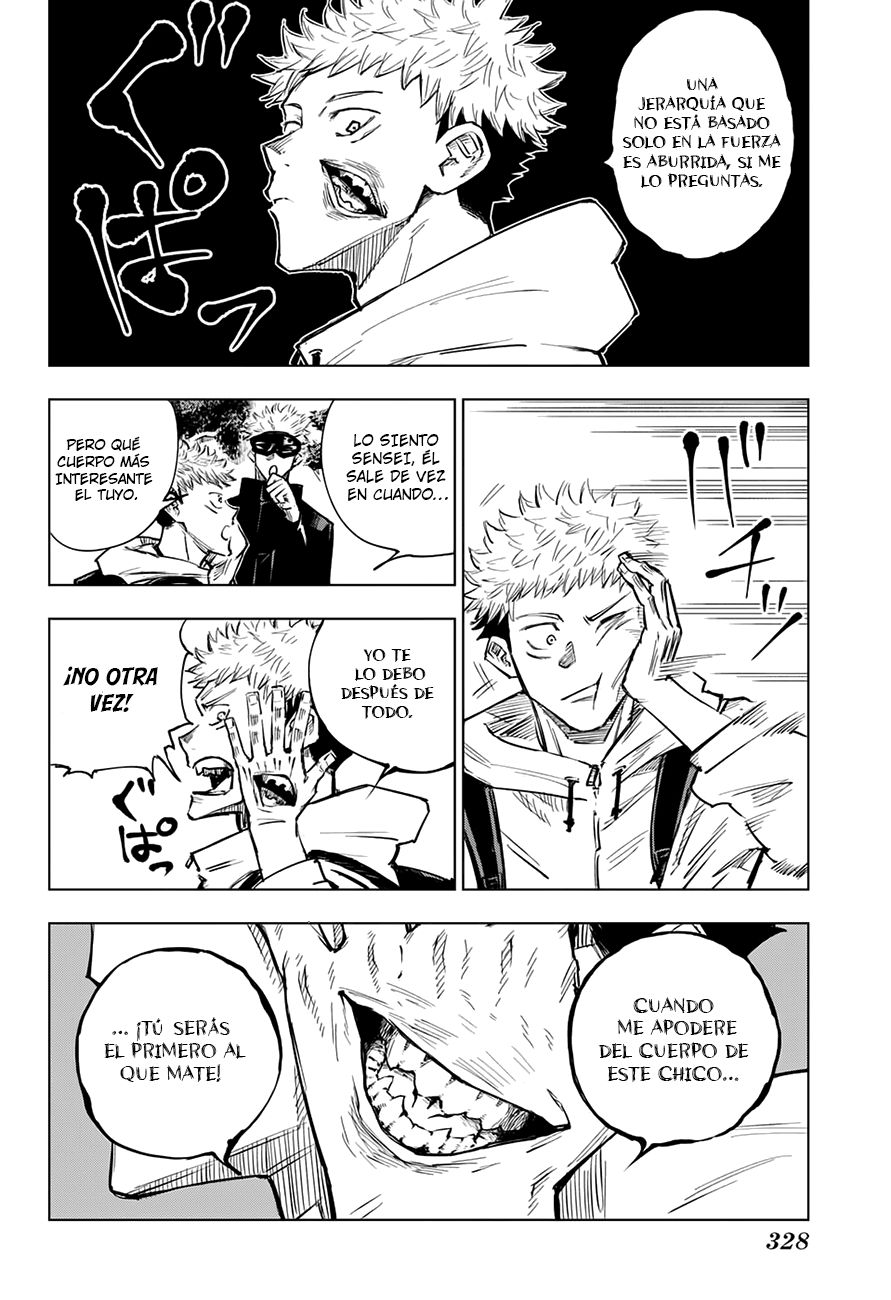 UNA
JERARQUÍA QUE
NO ESTÁ BASADO
SOLO EN LA FUERZA
ES ABURRIDA, SI ME
LO PREGUNTAS.
ぐぱっ
ベチィ
LO SIENTO
SENSEI, ÉL
SALE DE VEZ
EN CUANDO...
PERO QUÉ
CUERPO MÁS
INTERESANTE
EL TUYO.
YO TE
LO DEBO
DESPUÉS DE
TODO.
¡NO OTRA
VEZ!
ぐぱっ
CUANDO
ME APODERE
DEL CUERPO DE
ESTE CHICO...
... ¡TÚ SERÁS
EL PRIMERO AL
QUE MATE!
328